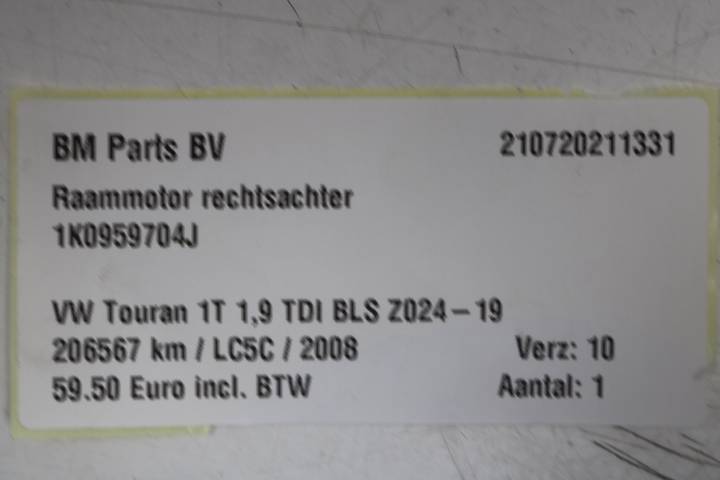 BM Parts BV 210720211331
Raammotor rechtsachter
1K0959704J
VW Touran 1T 1,9 TDI BLS Z024-19
206567 km / LC5C / 2008 Verz: 10
59.50 Euro incl. BTW Aantal: 1